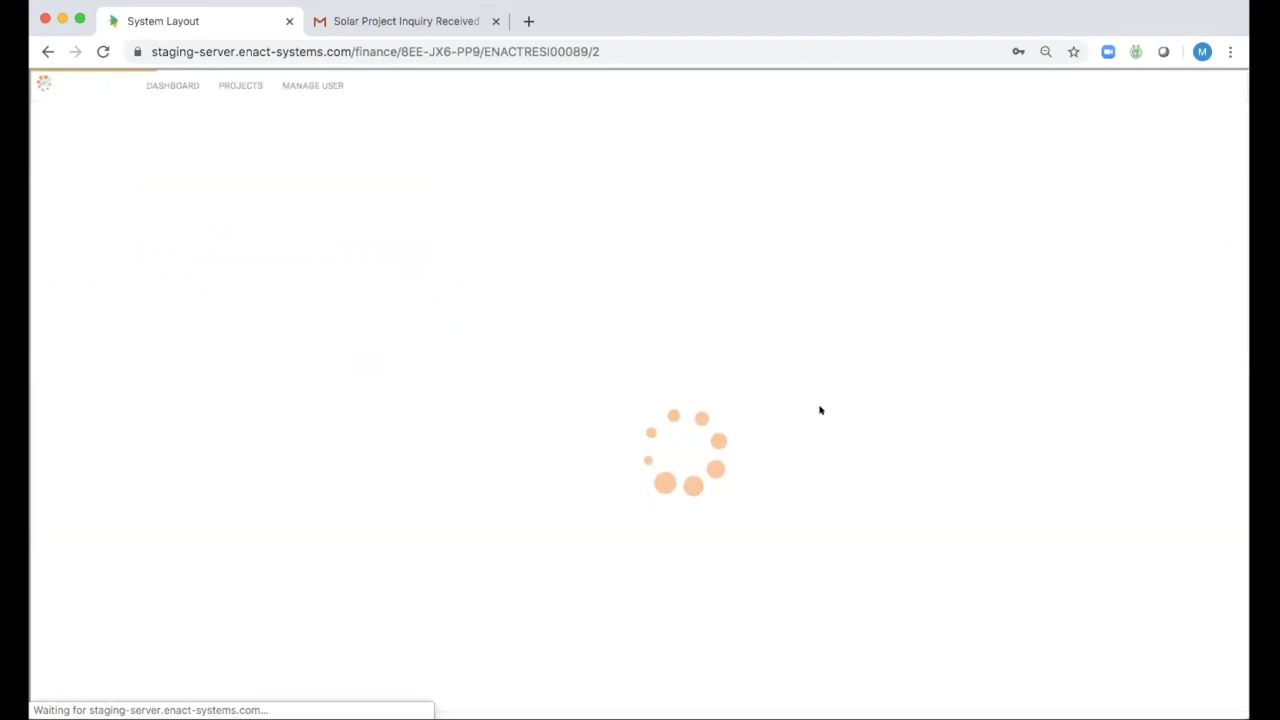 System Layout
Solar Project Inquiry Received
staging-server.enact-systems.com/finance/8EE-JX6-PP9/ENACTRESI00089/2
M
DASHBOARD PROJECTS MANAGE USER
Waiting for staging-server.enact-systems.com...